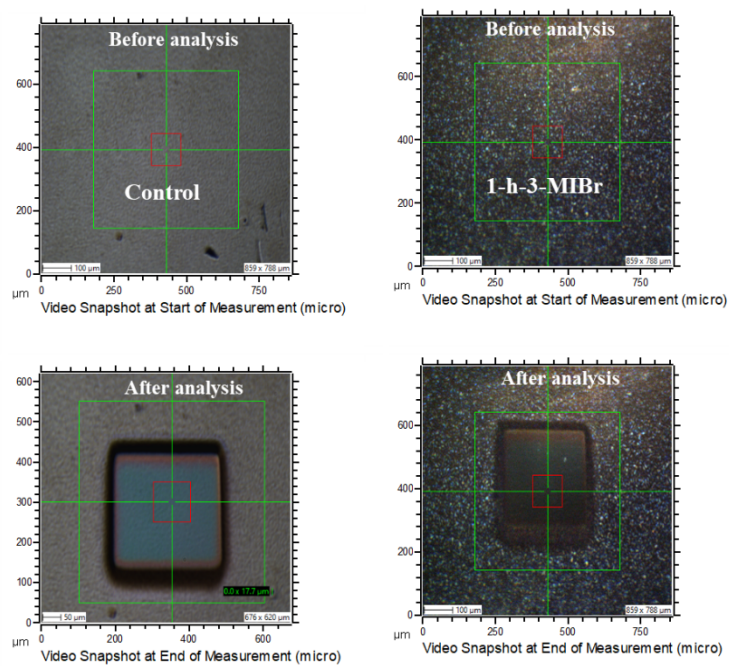 Before analysis
800
600
400
200
0
Control
100 µm
859 x 788 µm
µm
0
250
500
750
Video Snapshot at Start of Measurement (micro)
Before analysis
800
600
400
200
0
1-h-3-MIBr
100 µm
859 x 788 µm
µm
0
250
500
750
Video Snapshot at Start of Measurement (micro)
After analysis
600
500
400
300
200
100
0
0.0 x 17.7 µm
50 µm
676 x 620 µm
µm
0
200
400
600
Video Snapshot at End of Measurement (micro)
After analysis
800
600
400
200
0
100 µm
859 x 788 µm
µm
0
250
500
750
Video Snapshot at End of Measurement (micro)